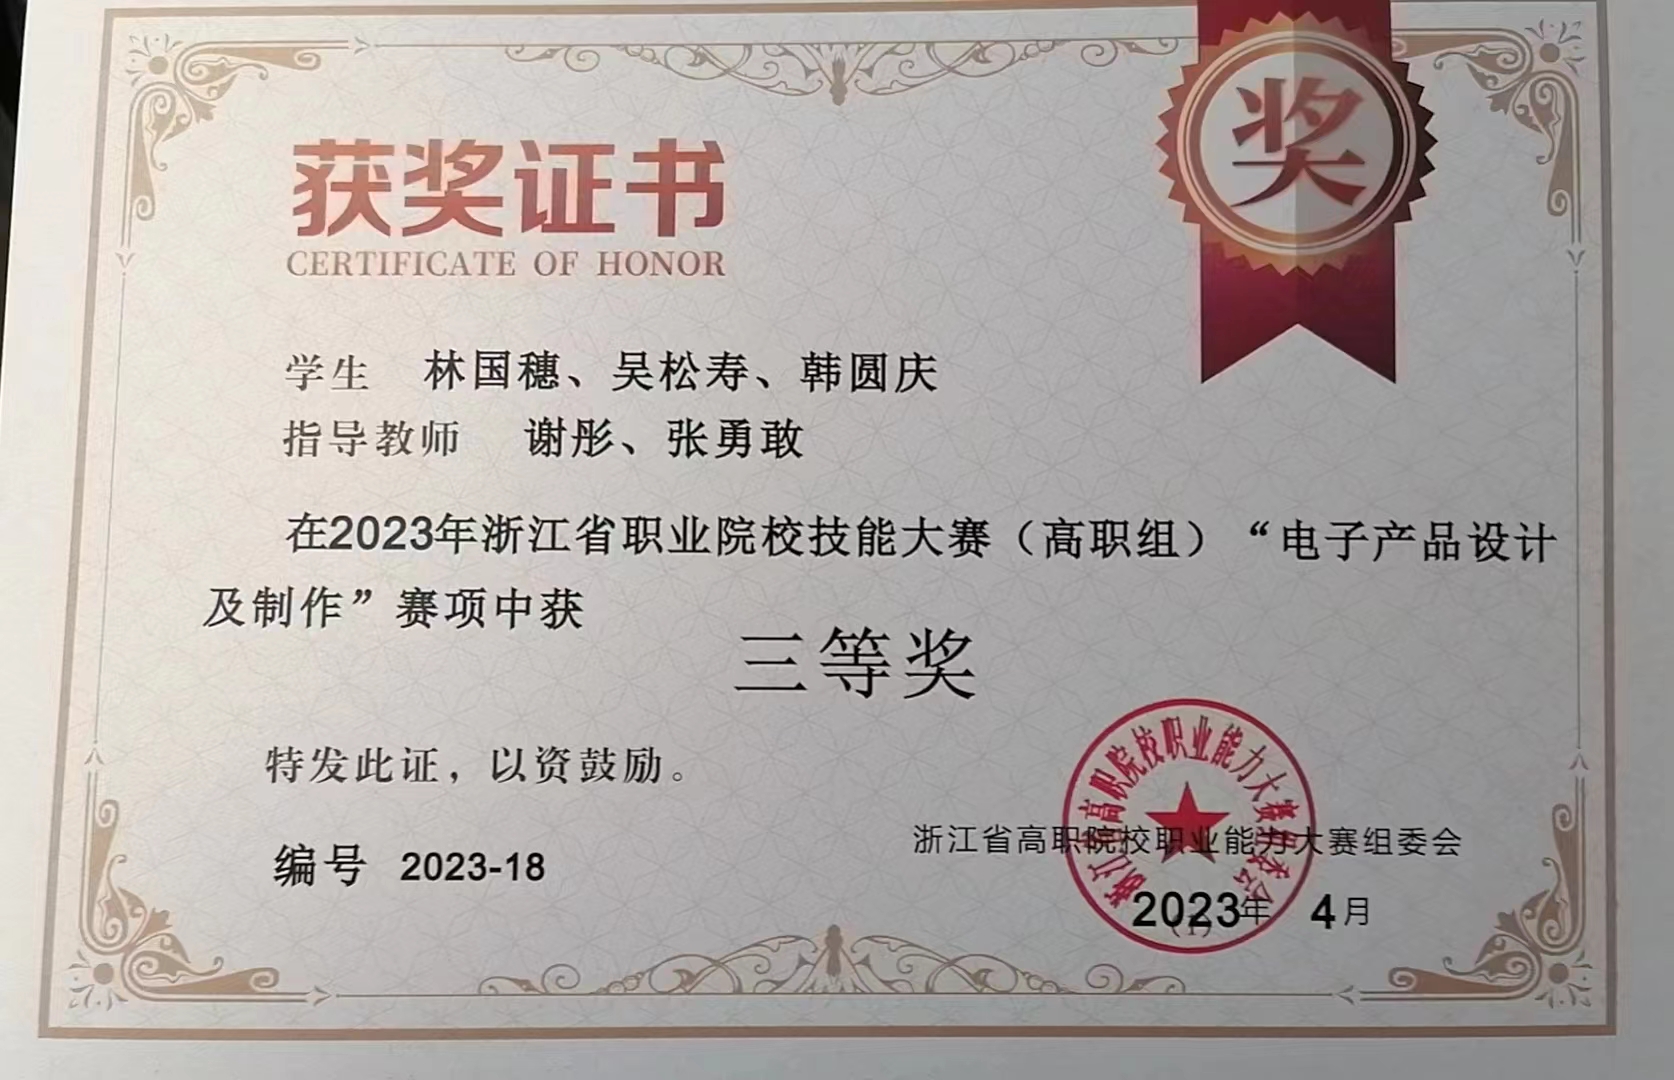 奖
获奖证书
CERTIFICATE OF HONOR
学生 林国穗、吴松寿、韩圆庆
指导教师 谢彤、张勇敢
在2023年浙江省职业院校技能大赛（高职组）“电子产品设计
及制作”赛项中获
三等奖
特发此证，以资鼓励。
编号 2023-18
浙江省高职院校职业能力大赛组委会
浙江省高职院校职业能力大赛组委会
2023年 4月
(1)